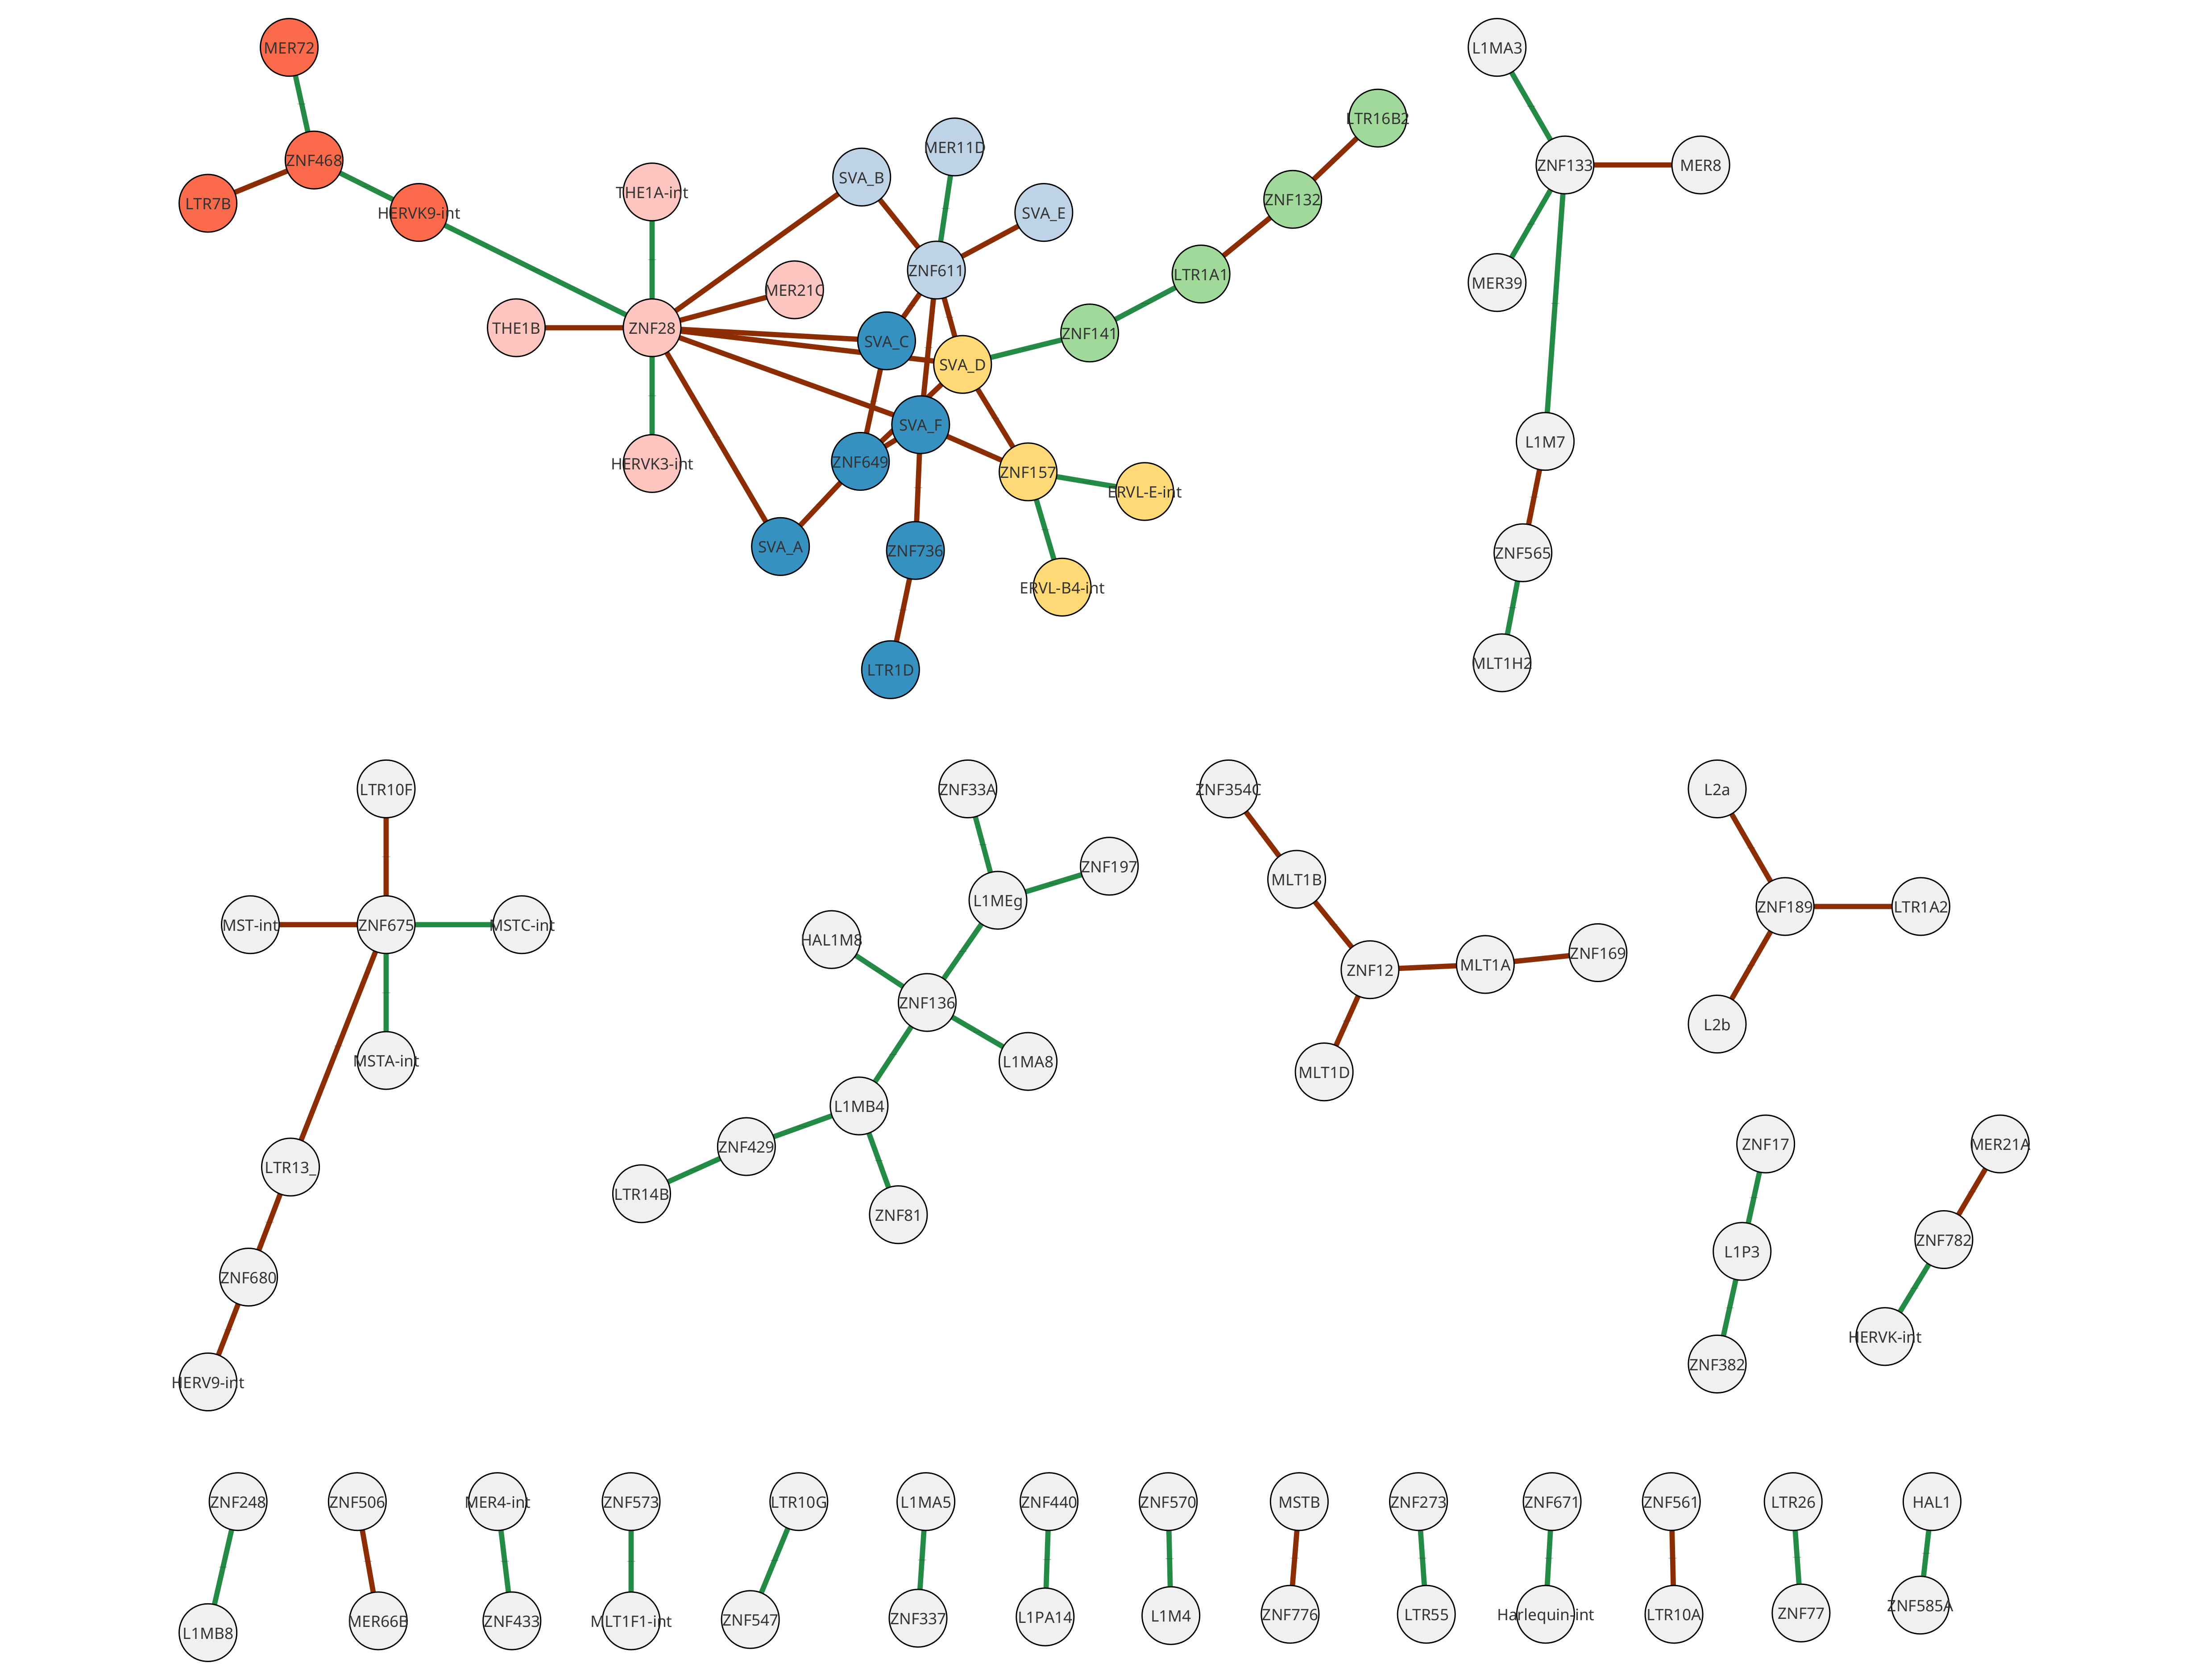 MER72
L1MA3
LTR16B2
MER11D
ZNF468
ZNF133
MER8
SVA_B
THE1A-int
ZNF132
LTR7B
HERVK9-int
SVA_E
ZNF611
LTR1A1
MER39
MER21C
THE1B
ZNF28
ZNF141
SVA_C
SVA_D
SVA_F
L1M7
HERVK3-int
ZNF649
ZNF157
ERVL-E-int
SVA_A
ZNF736
ZNF565
ERVL-B4-int
MLT1H2
LTR1D
LTR10F
ZNF33A
ZNF354C
L2a
ZNF197
MLT1B
L1MEg
ZNF189
LTR1A2
MST-int
ZNF675
MSTC-int
HAL1M8
ZNF169
MLT1A
ZNF12
ZNF136
L2b
MSTA-int
L1MA8
MLT1D
L1MB4
ZNF429
ZNF17
MER21A
LTR13_
LTR14B
ZNF81
ZNF782
L1P3
ZNF680
HERVK-int
ZNF382
HERV9-int
ZNF248
ZNF506
MER4-int
ZNF573
LTR10G
L1MA5
ZNF440
ZNF570
MSTB
ZNF273
ZNF671
ZNF561
LTR26
HAL1
L1MB8
MER66B
ZNF433
MLT1F1-int
ZNF547
ZNF337
L1PA14
L1M4
ZNF776
LTR55
Harlequin-int
LTR10A
ZNF77
ZNF585A